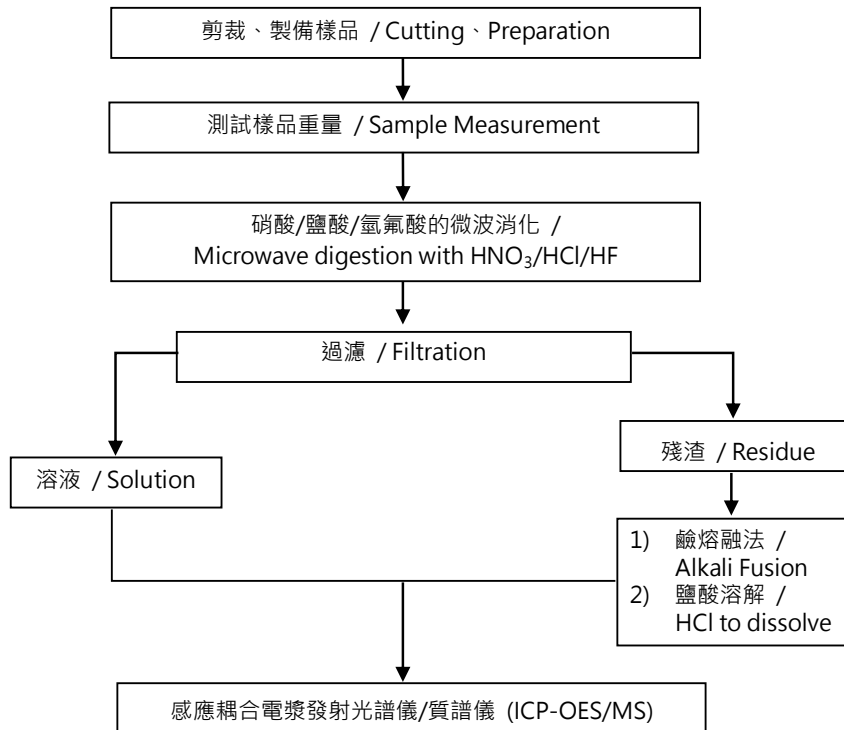 剪裁、製備樣品 / Cutting、Preparation
測試樣品重量 / Sample Measurement
硝酸/鹽酸/氫氟酸的微波消化 /
Microwave digestion with HNO₃/HCl/HF
過濾 / Filtration
溶液 / Solution
殘渣 / Residue
1) 鹼熔融法 /
Alkali Fusion
2) 鹽酸溶解 /
HCl to dissolve
感應耦合電漿發射光譜儀/質譜儀 (ICP-OES/MS)